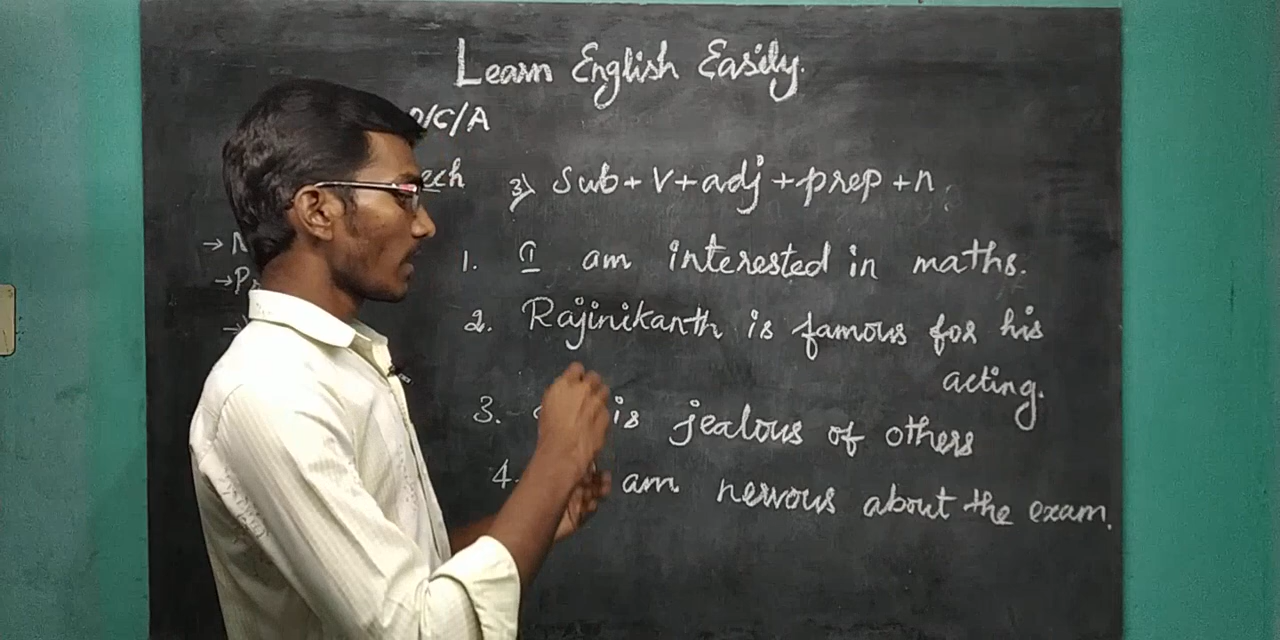 Learn English Easily.
/C/A
ech
3) Sub + V + adj + prep + n
1. I am interested in maths.
2. Rajinikanth is famous for his
acting.
3. is jealous of others
4. am nervous about the exam.